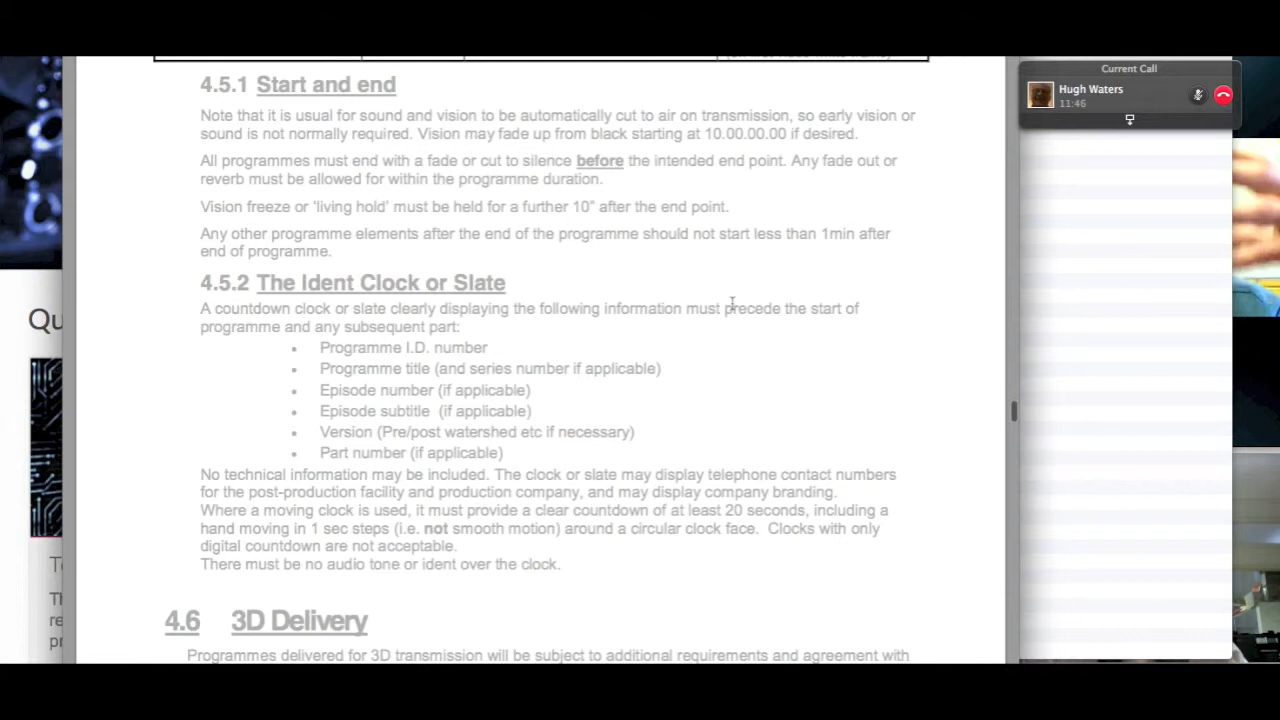 4.5.1 Start and end
Note that it is usual for sound and vision to be automatically cut to air on transmission, so early vision or
sound is not normally required. Vision may fade up from black starting at 10.00.00.00 if desired.
All programmes must end with a fade or cut to silence before the intended end point. Any fade out or
reverb must be allowed for within the programme duration.
Vision freeze or ‘living hold’ must be held for a further 10” after the end point.
Any other programme elements after the end of the programme should not start less than 1min after
end of programme.
4.5.2 The Ident Clock or Slate
A countdown clock or slate clearly displaying the following information must precede the start of
programme and any subsequent part:
• Programme I.D. number
• Programme title (and series number if applicable)
• Episode number (if applicable)
• Episode subtitle (if applicable)
• Version (Pre/post watershed etc if necessary)
• Part number (if applicable)
No technical information may be included. The clock or slate may display telephone contact numbers
for the post-production facility and production company, and may display company branding.
Where a moving clock is used, it must provide a clear countdown of at least 20 seconds, including a
hand moving in 1 sec steps (i.e. not smooth motion) around a circular clock face. Clocks with only
digital countdown are not acceptable.
There must be no audio tone or ident over the clock.
4.6 3D Delivery
Programmes delivered for 3D transmission will be subject to additional requirements and agreement with
Current Call
Hugh Waters
11:46
Qu